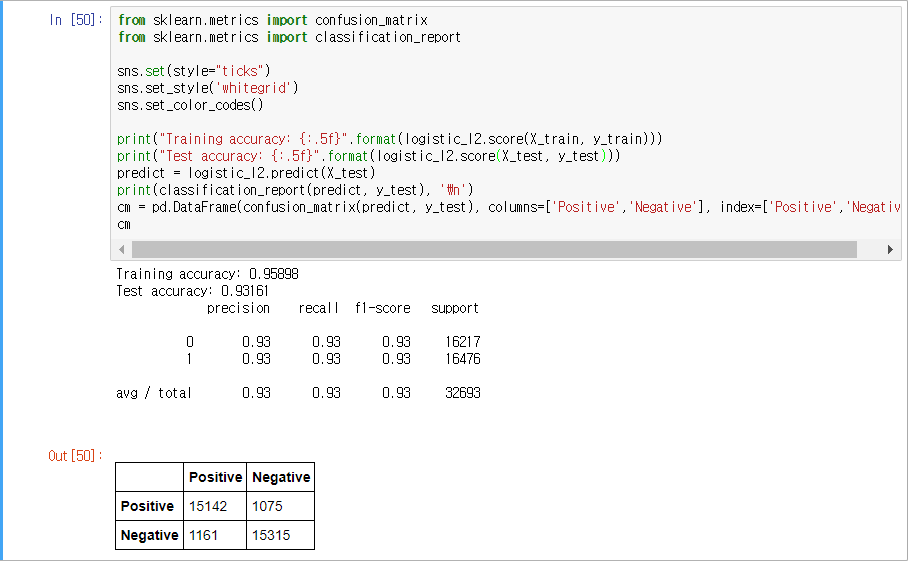 In [50]:
from sklearn.metrics import confusion_matrix
from sklearn.metrics import classification_report
sns.set(style="ticks")
sns.set_style('whitegrid')
sns.set_color_codes()
print("Training accuracy: {:.5f}".format(logistic_l2.score(X_train, y_train)))
print("Test accuracy: {:.5f}".format(logistic_l2.score(X_test, y_test)))
predict = logistic_l2.predict(X_test)
print(classification_report(predict, y_test), '₩n')
cm = pd.DataFrame(confusion_matrix(predict, y_test), columns=['Positive','Negative'], index=['Positive','Negativ
cm
Training accuracy: 0.95898
Test accuracy: 0.93161
precision recall f1-score support
0 0.93 0.93 0.93 16217
1 0.93 0.93 0.93 16476
avg / total 0.93 0.93 0.93 32693
Out[50]:
Positive Negative
Positive 15142 1075
Negative 1161 15315